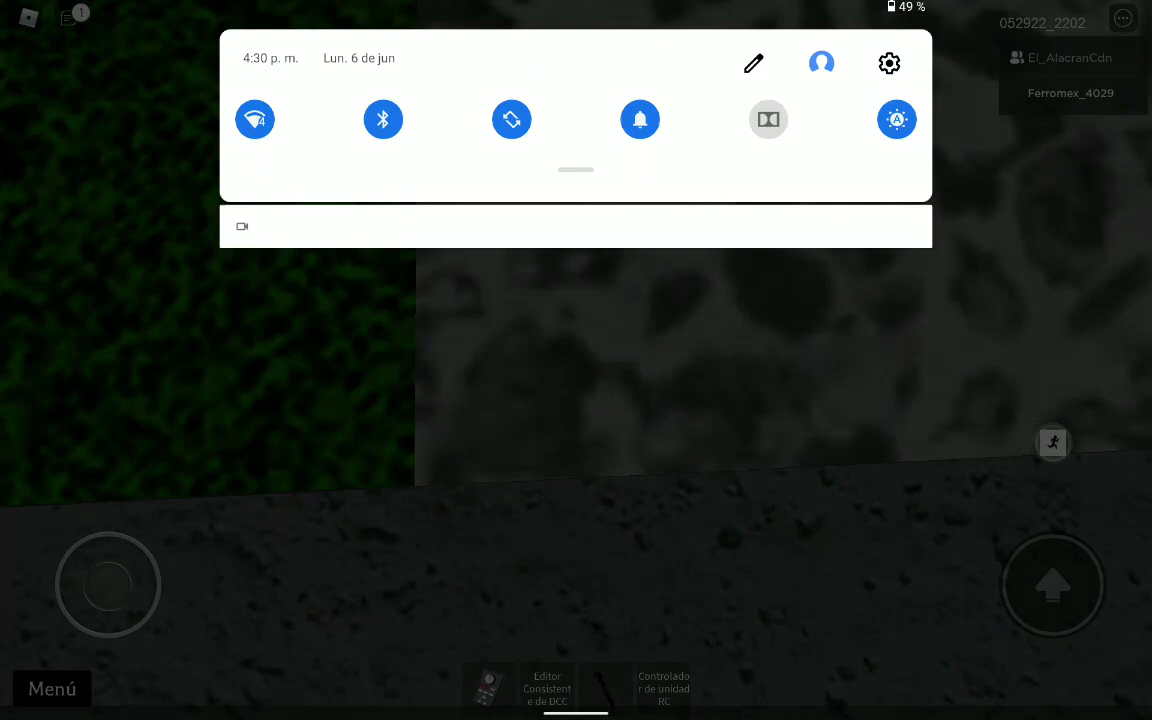 1
49 %
4:30 p. m. Lun. 6 de jun
052922_2202
El_AlacranCdn
Ferromex_4029
Menú
Editor
Consistent
e de DCC
Controlado
r de unidad
RC